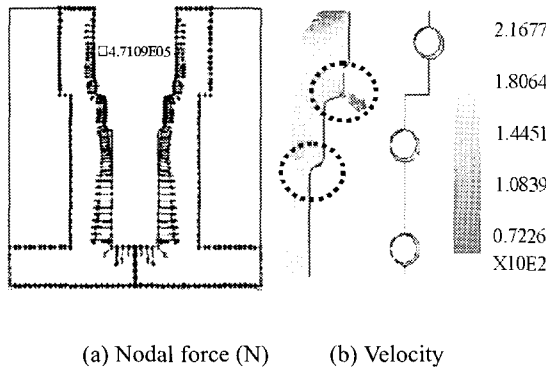 □4.7109E05
2.1677
1.8064
1.4451
1.0839
0.7226
X10E2
(a) Nodal force (N) (b) Velocity